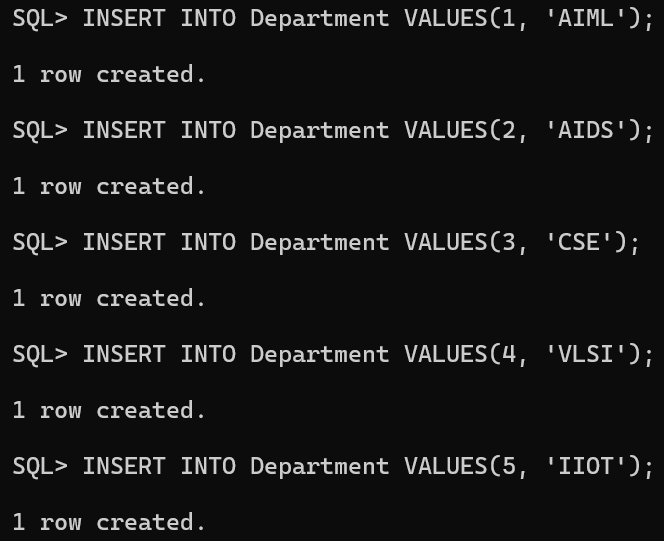 SQL> INSERT INTO Department VALUES(1, 'AIML');
1 row created.
SQL> INSERT INTO Department VALUES(2, 'AIDS');
1 row created.
SQL> INSERT INTO Department VALUES(3, 'CSE');
1 row created.
SQL> INSERT INTO Department VALUES(4, 'VLSI');
1 row created.
SQL> INSERT INTO Department VALUES(5, 'IIOT');
1 row created.